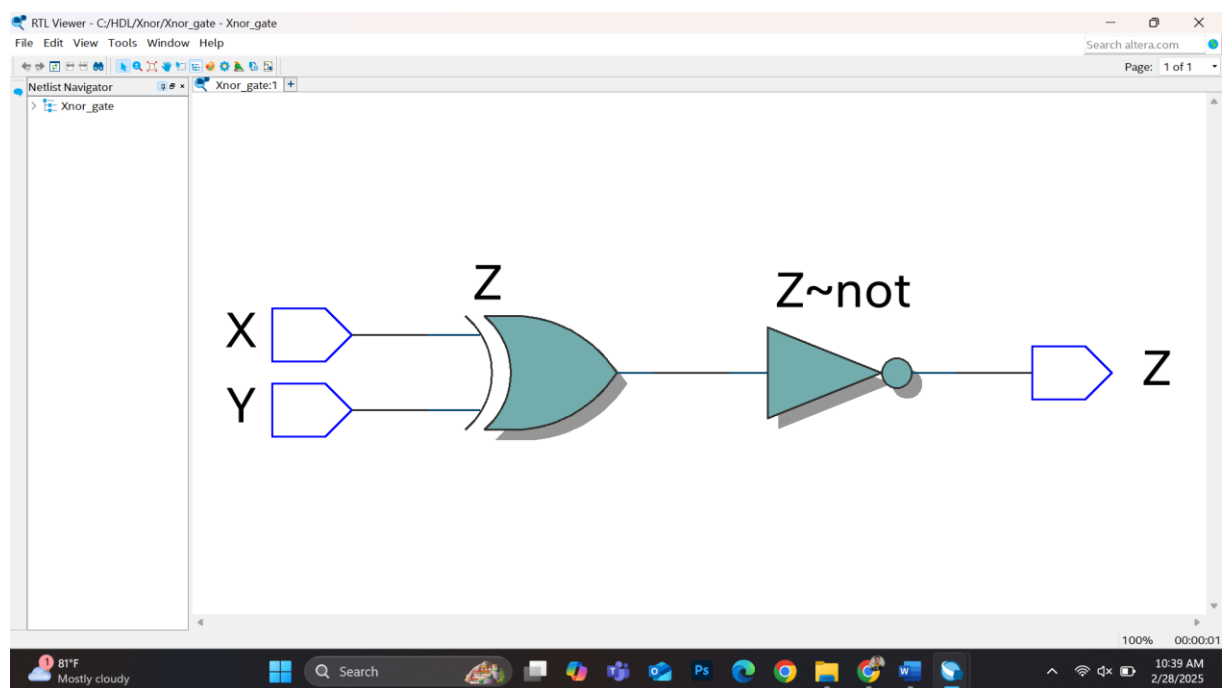 RTL Viewer - C:/HDL/Xnor/Xnor_gate - Xnor_gate
File Edit View Tools Window Help
Search altera.com
Page: 1 of 1
Netlist Navigator
Xnor_gate:1
Xnor_gate
Z
Z~not
X
Z
Y
100% 00:00:01
1
81°F
Mostly cloudy
Search
Ps
W
10:39 AM
2/28/2025